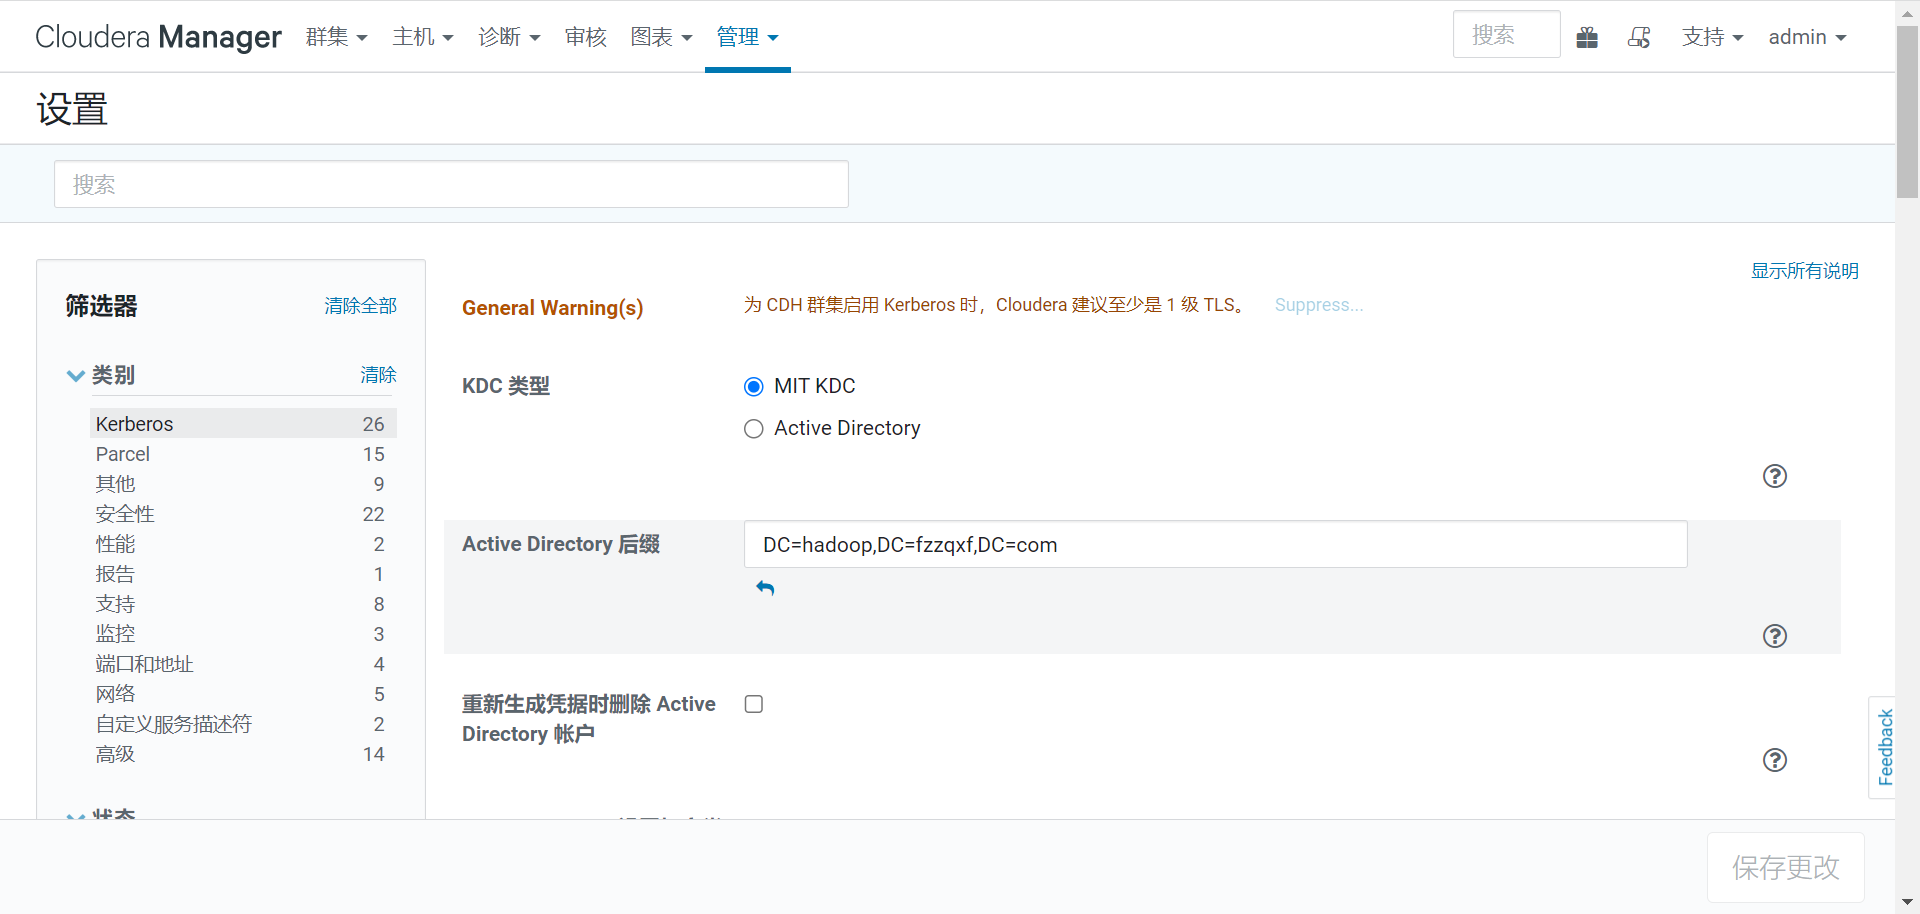 Cloudera Manager 群集 主机 诊断 审核 图表 管理 搜索 支持 admin
设置
搜索
显示所有说明
筛选器 清除全部
类别 清除
Kerberos 26
Parcel 15
其他 9
安全性 22
性能 2
报告 1
支持 8
监控 3
端口和地址 4
网络 5
自定义服务描述符 2
高级 14
状态
General Warning(s) 为 CDH 群集启用 Kerberos 时，Cloudera 建议至少是 1 级 TLS。 Suppress...
KDC 类型 MIT KDC
Active Directory
Active Directory 后缀 DC=hadoop,DC=fzzqxf,DC=com
重新生成凭据时删除 Active
Directory 帐户
Feedback
保存更改